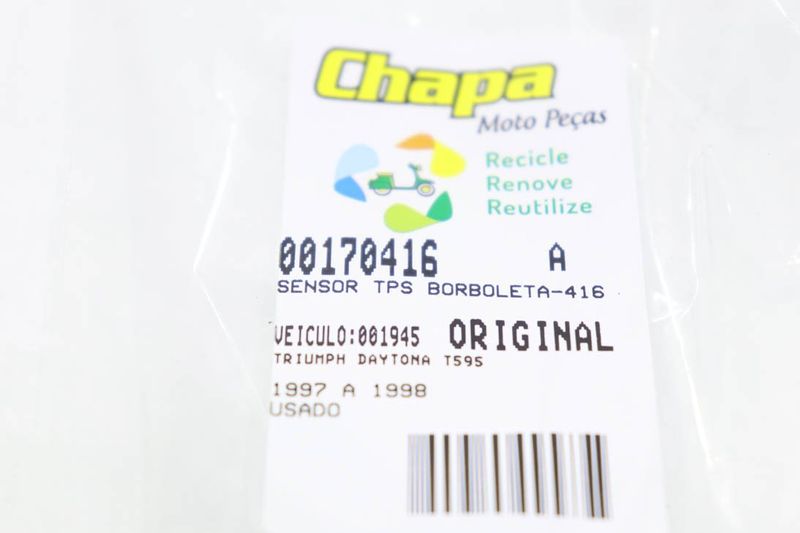 Chapa
Moto Peças
Recicle
Renove
Reutilize
00170416 A
SENSOR TPS BORBOLETA-416
VEICULO:001945 ORIGINAL
TRIUMPH DAYTONA T595
1997 A 1998
USADO